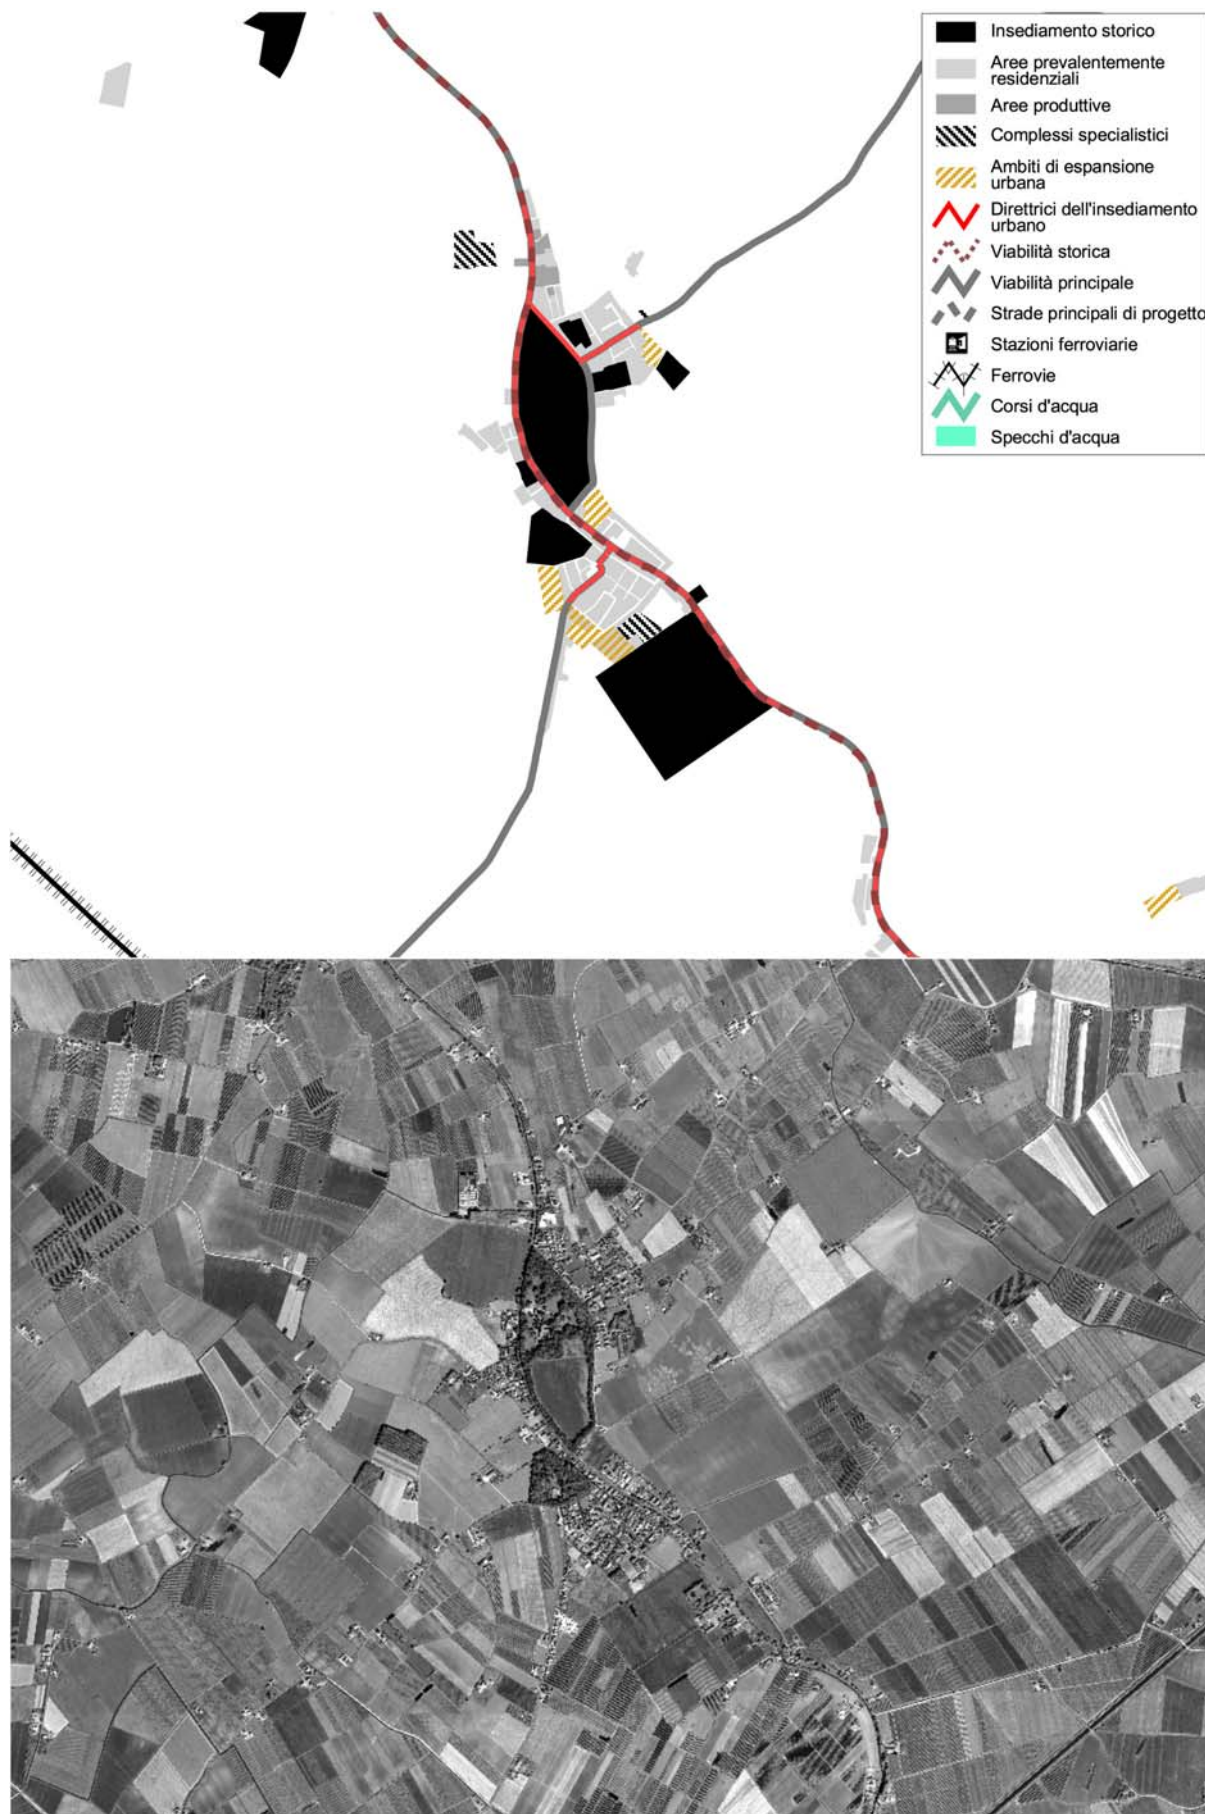 Insediamento storico
Aree prevalentemente
residenziali
Aree produttive
Complessi specialistici
Ambiti di espansione
urbana
Direttrici dell'insediamento
urbano
Viabilità storica
Viabilità principale
Strade principali di progetto
Stazioni ferroviarie
Ferrovie
Corsi d'acqua
Specchi d'acqua